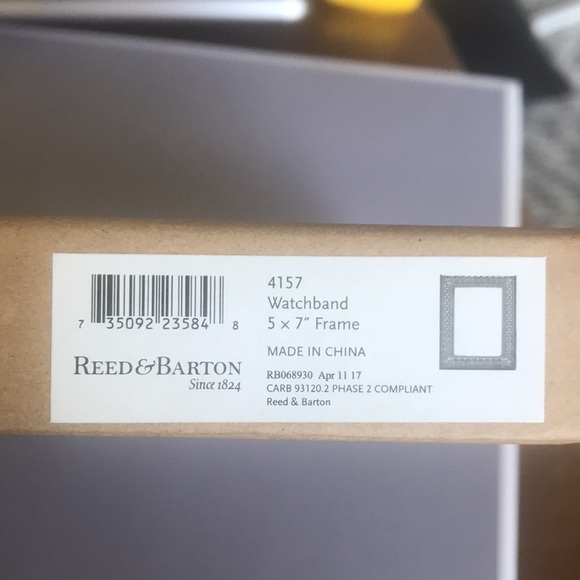 7 35092 23584 8
REED & BARTON
Since 1824
4157
Watchband
5 x 7" Frame
MADE IN CHINA
RB068930 Apr 11 17
CARB 93120.2 PHASE 2 COMPLIANT
Reed & Barton